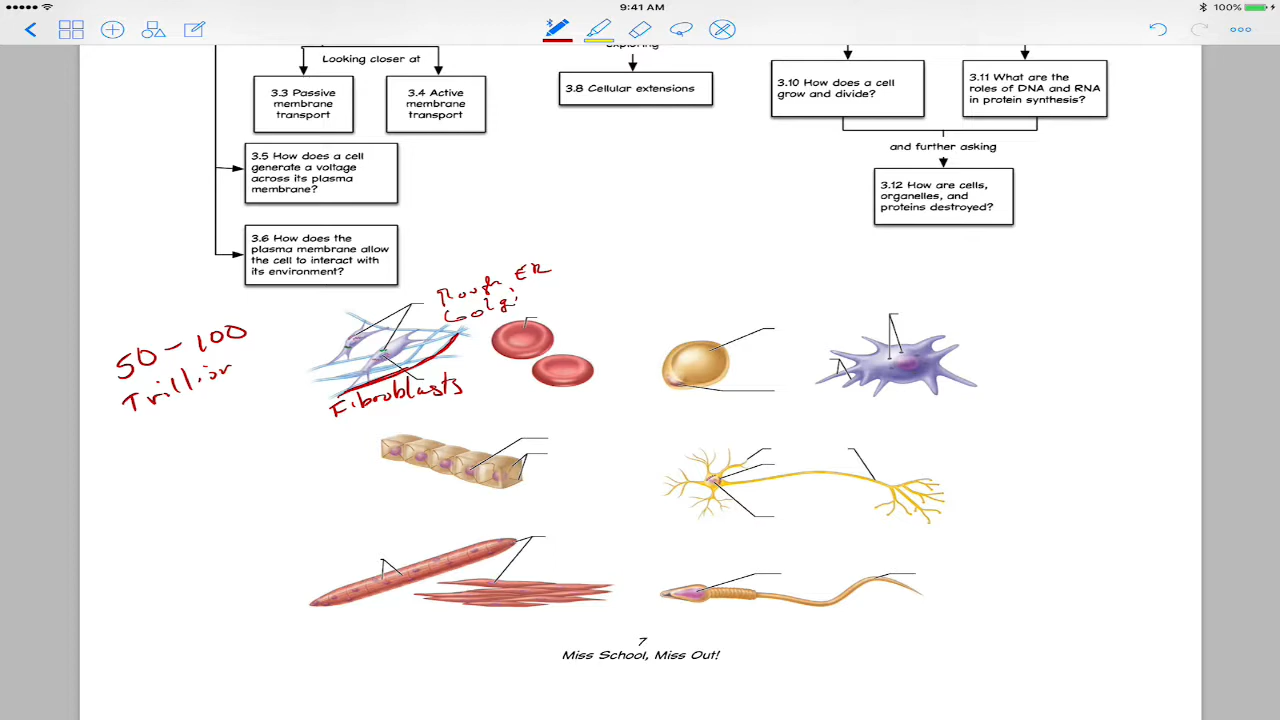 9:41 AM
100%
Looking closer at
exploring
3.3 Passive
membrane
transport
3.4 Active
membrane
transport
3.8 Cellular extensions
3.10 How does a cell
grow and divide?
3.11 What are the
roles of DNA and RNA
in protein synthesis?
and further asking
3.5 How does a cell
generate a voltage
across its plasma
membrane?
3.12 How are cells,
organelles, and
proteins destroyed?
3.6 How does the
plasma membrane allow
the cell to interact with
its environment?
Rough ER
Golgi
50-100
Trillion
Fibroblasts
7
Miss School, Miss Out!